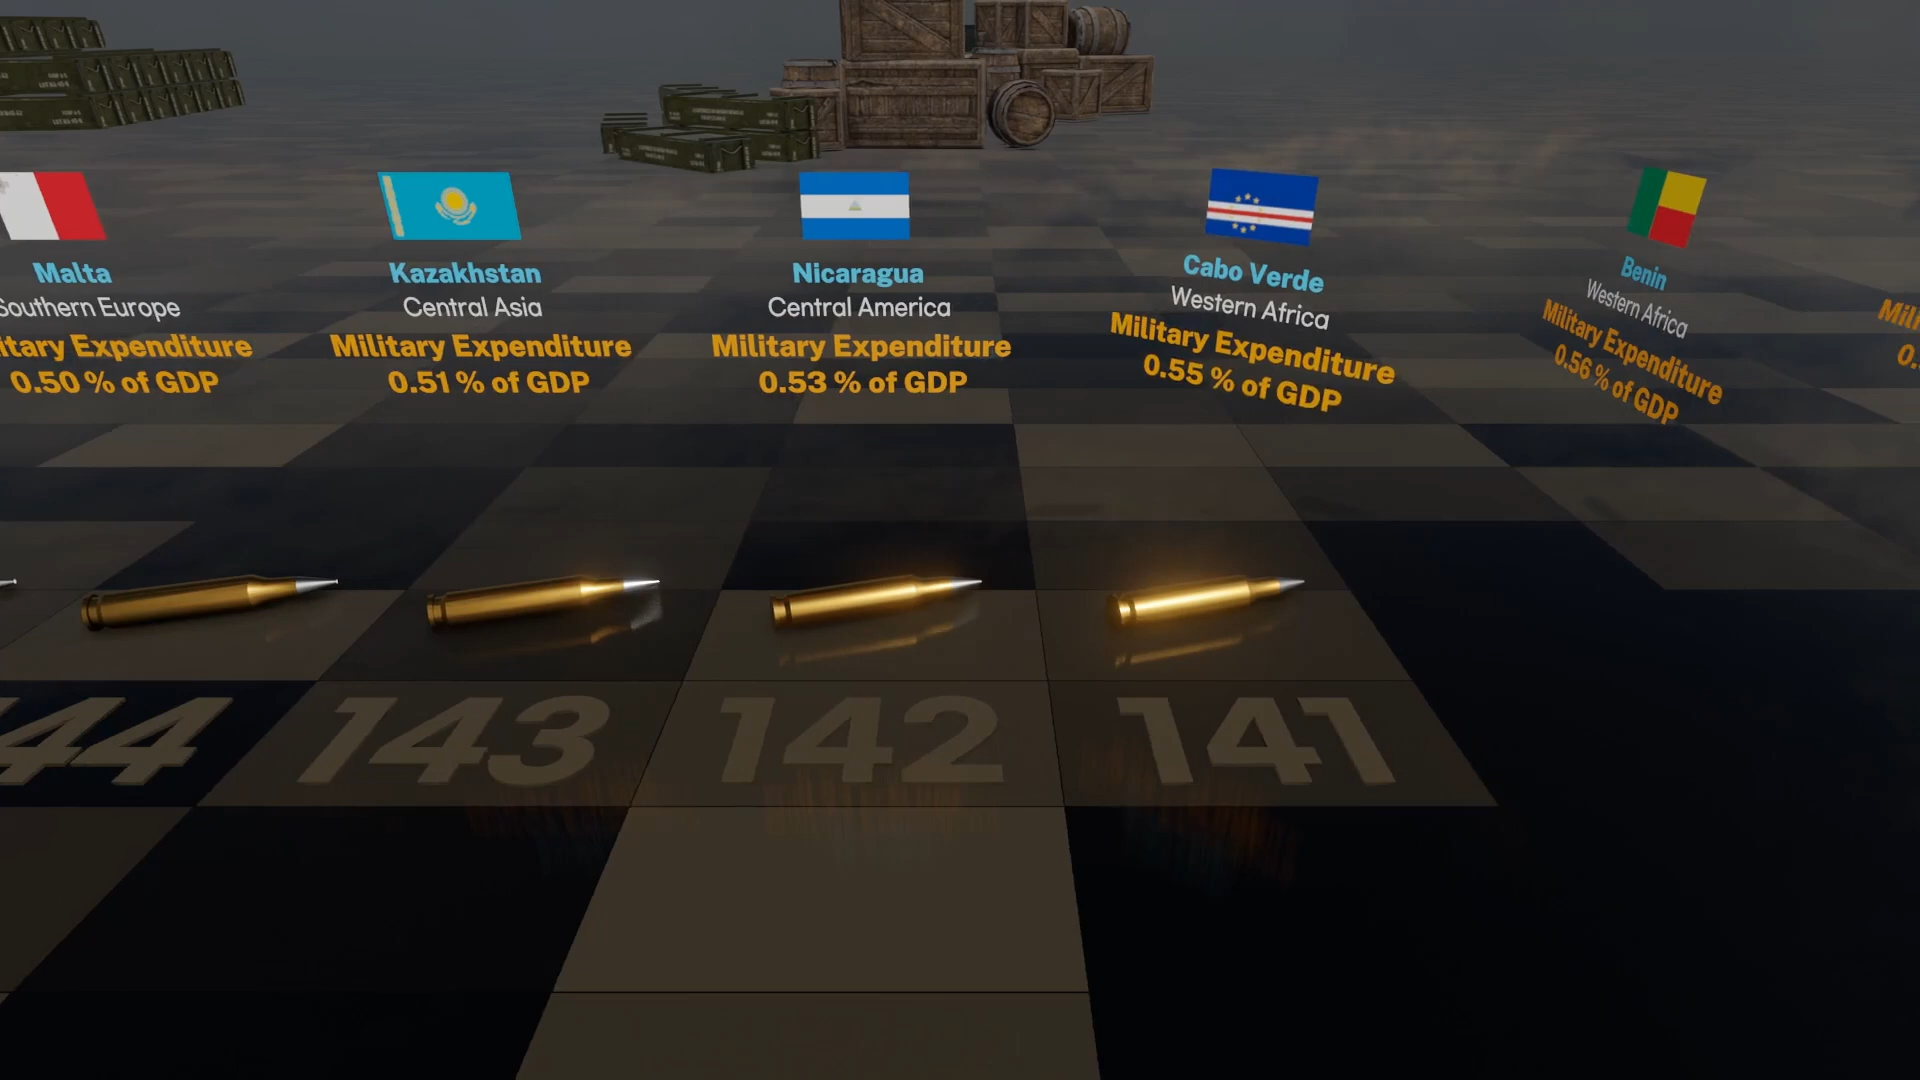 Malta
Southern Europe
itary Expenditure
0.50 % of GDP
Kazakhstan
Central Asia
Military Expenditure
0.51 % of GDP
Nicaragua
Central America
Military Expenditure
0.53 % of GDP
Cabo Verde
Western Africa
Military Expenditure
0.55 % of GDP
Benin
Western Africa
Military Expenditure
0.56 % of GDP
Mili
0.
44
143
142
141